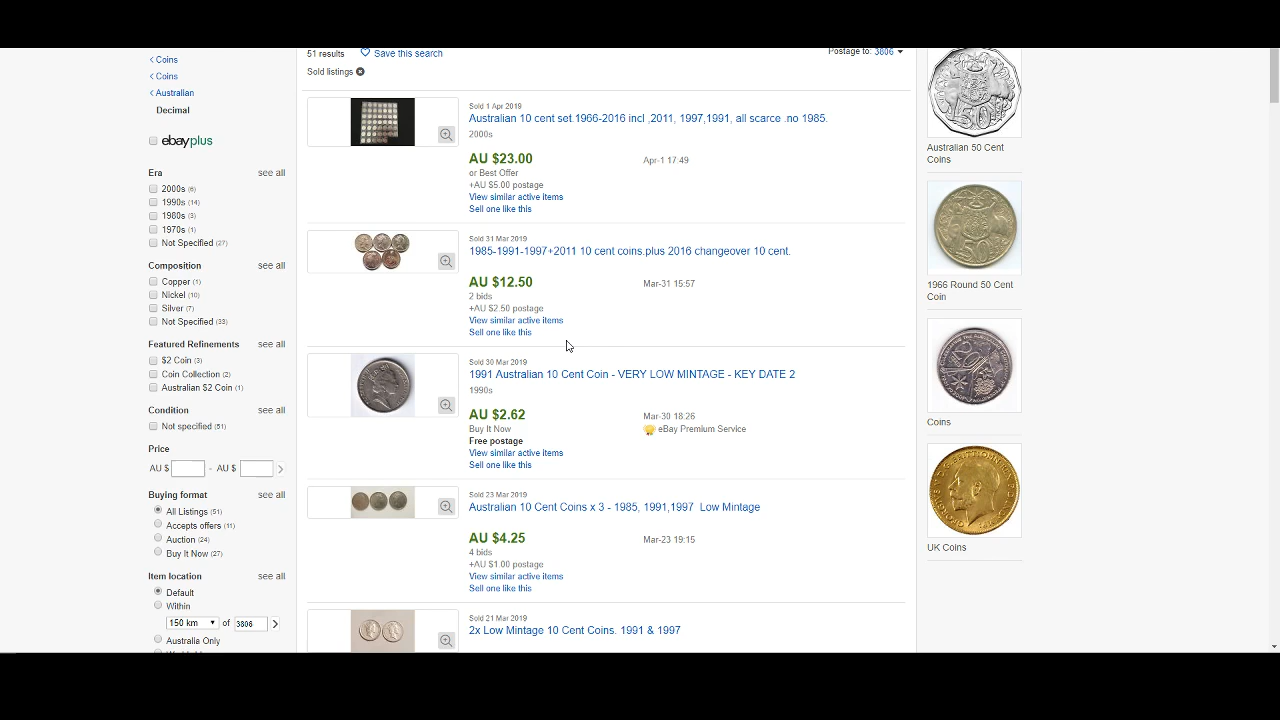 51 results
Save this search
Postage to: 3806
Sold listings
Coins
Coins
Australian
Decimal
ebayplus
Era see all
2000s (6)
1990s (14)
1980s (3)
1970s (1)
Not Specified (27)
Composition see all
Copper (1)
Nickel (10)
Silver (7)
Not Specified (33)
Featured Refinements see all
$2 Coin (3)
Coin Collection (2)
Australian $2 Coin (1)
Condition see all
Not specified (51)
Price
AU $ - AU $
Buying format see all
All Listings (51)
Accepts offers (11)
Auction (24)
Buy It Now (27)
Item location see all
Default
Within
150 km of 3806
Australia Only
Sold 1 Apr 2019
Australian 10 cent set.1966-2016 incl ,2011, 1997,1991, all scarce .no 1985.
2000s
AU $23.00 Apr-1 17:49
or Best Offer
+AU $5.00 postage
View similar active items
Sell one like this
Sold 31 Mar 2019
1985-1991-1997+2011 10 cent coins.plus 2016 changeover 10 cent.
AU $12.50 Mar-31 15:57
2 bids
+AU $2.50 postage
View similar active items
Sell one like this
Sold 30 Mar 2019
1991 Australian 10 Cent Coin - VERY LOW MINTAGE - KEY DATE 2
1990s
AU $2.62 Mar-30 18:26
Buy It Now eBay Premium Service
Free postage
View similar active items
Sell one like this
Sold 23 Mar 2019
Australian 10 Cent Coins x 3 - 1985, 1991,1997 Low Mintage
AU $4.25 Mar-23 19:15
4 bids
+AU $1.00 postage
View similar active items
Sell one like this
Sold 21 Mar 2019
2x Low Mintage 10 Cent Coins. 1991 & 1997
Australian 50 Cent
Coins
1966 Round 50 Cent
Coin
Coins
UK Coins